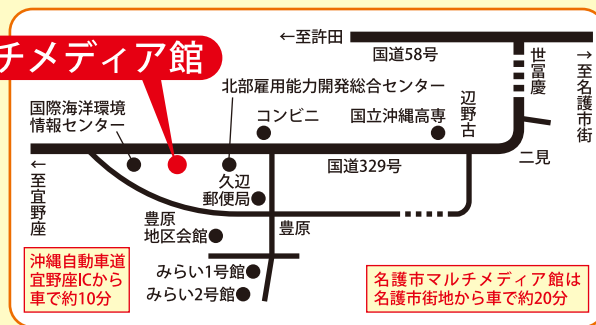 ←至許田
国道58号
世冨慶
→至名護市街
チメディア館
北部雇用能力開発総合センター
国際海洋環境
情報センター
コンビニ
国立沖縄高専
辺野古
二見
国道329号
←至宜野座
久辺
郵便局
豊原
地区会館
豊原
みらい1号館
みらい2号館
沖縄自動車道
宜野座ICから
車で約10分
名護市マルチメディア館は
名護市街地から車で約20分